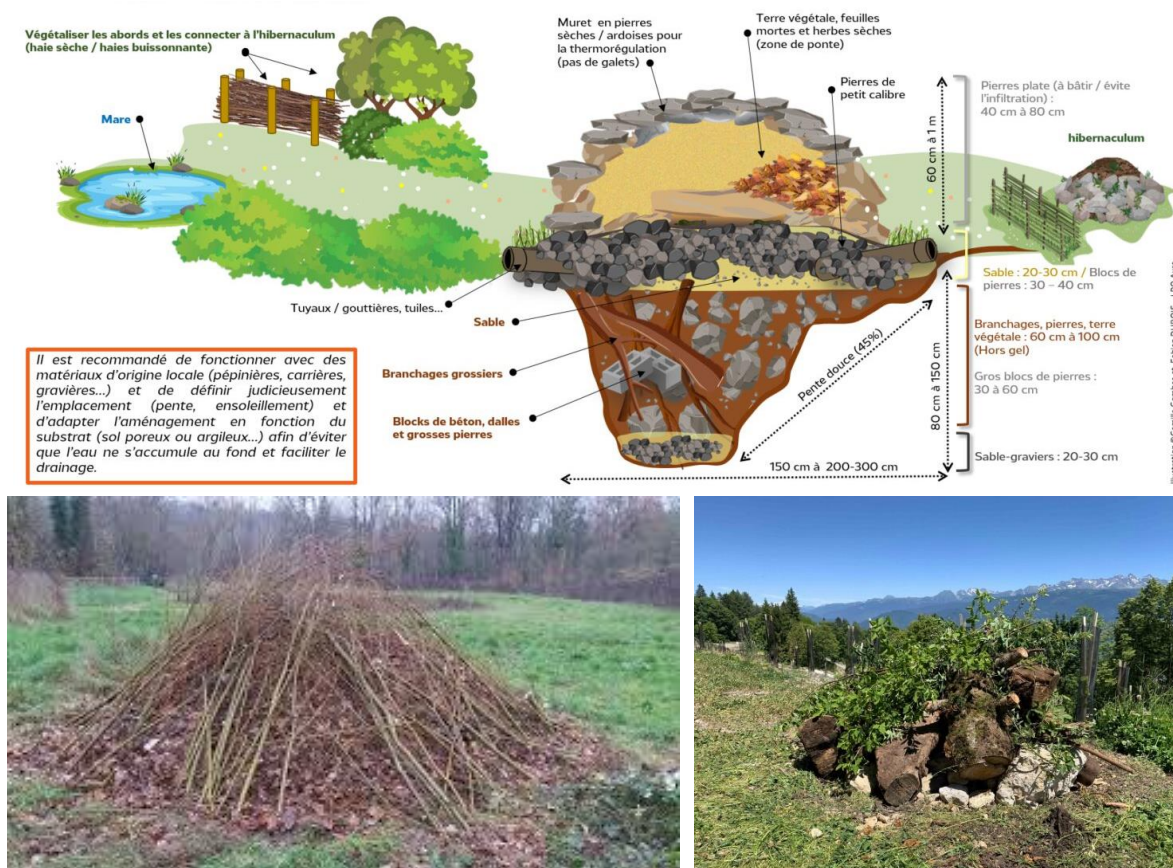 Végétaliser les abords et les connecter à l'hibernaculum
(haie sèche / haies buissonnante)
Mare
Muret en pierres
sèches / ardoises pour
la thermorégulation
(pas de galets)
Terre végétale, feuilles
mortes et herbes sèches
(zone de ponte)
Pierres de
petit calibre
60 cm à 1 m
Pierres plate (à bâtir / évite
l'infiltration) :
40 cm à 80 cm
hibernaculum
Tuyaux / gouttières, tuiles...
Sable
Branchages grossiers
Blocks de béton, dalles
et grosses pierres
Pente douce (45%)
80 cm à 150 cm
150 cm à 200-300 cm
Sable : 20-30 cm / Blocs de
pierres : 30 – 40 cm
Branchages, pierres, terre
végétale : 60 cm à 100 cm
(Hors gel)
Gros blocs de pierres :
30 à 60 cm
Sable-graviers : 20-30 cm
Il est recommandé de fonctionner avec des
matériaux d'origine locale (pépinières, carrières,
gravières...) et de définir judicieusement
l'emplacement (pente, ensoleillement) et
d'adapter l'aménagement en fonction du
substrat (sol poreux ou argileux...) afin d'éviter
que l'eau ne s'accumule au fond et faciliter le
drainage.